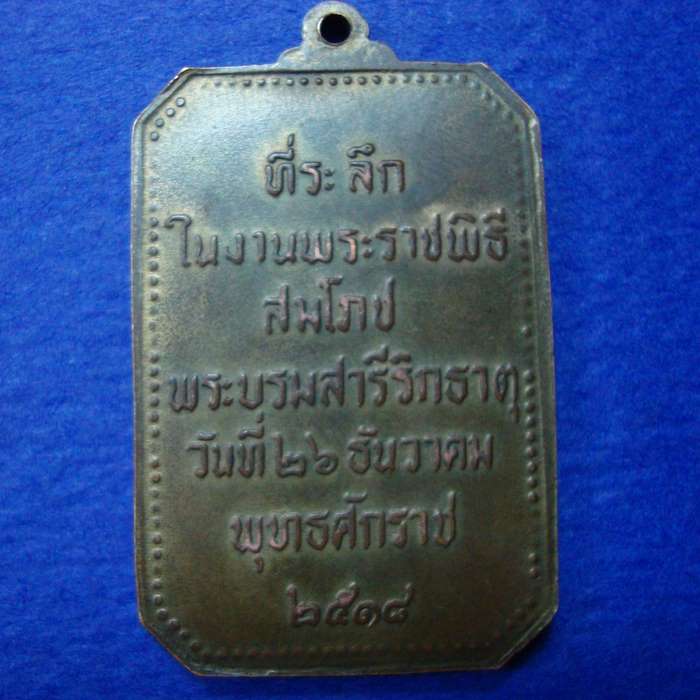 ที่ระลึก
ในงานพระราชพิธี
สมโภช
พระบรมสารีริกธาตุ
วันที่ ๒๖ ธันวาคม
พุทธศักราช
๒๕๑๘